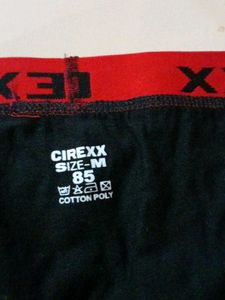 CIREXX
SIZE-M
85
COTTON POLY